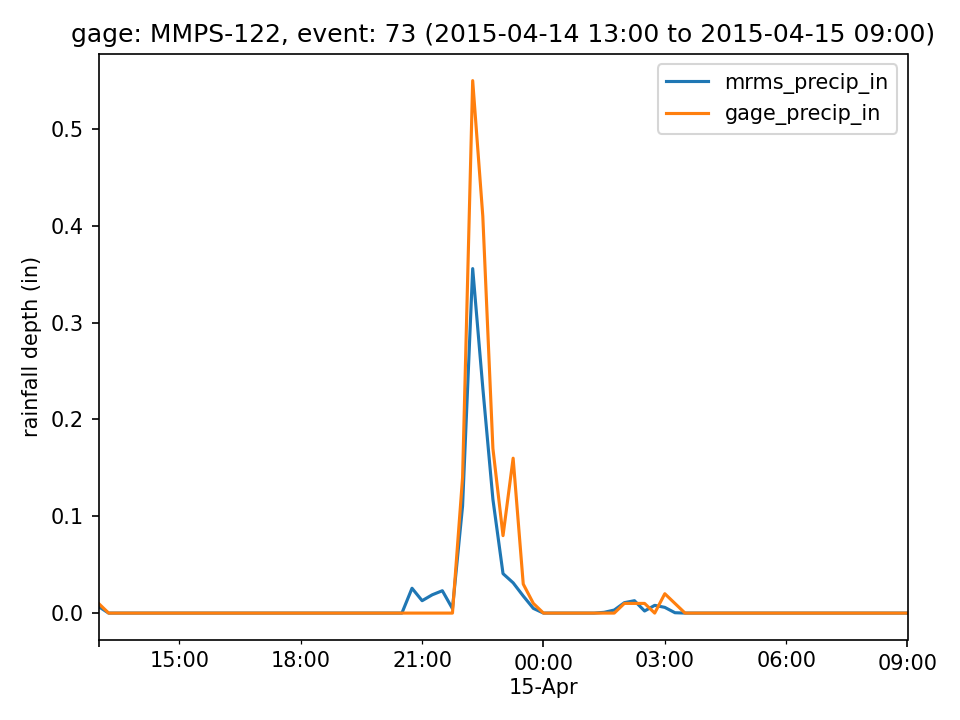 gage: MMPS-122, event: 73 (2015-04-14 13:00 to 2015-04-15 09:00)
mrms_precip_in
gage_precip_in
rainfall depth (in)
0.5
0.4
0.3
0.2
0.1
0.0
15:00 18:00 21:00 00:00 03:00 06:00 09:00
15-Apr